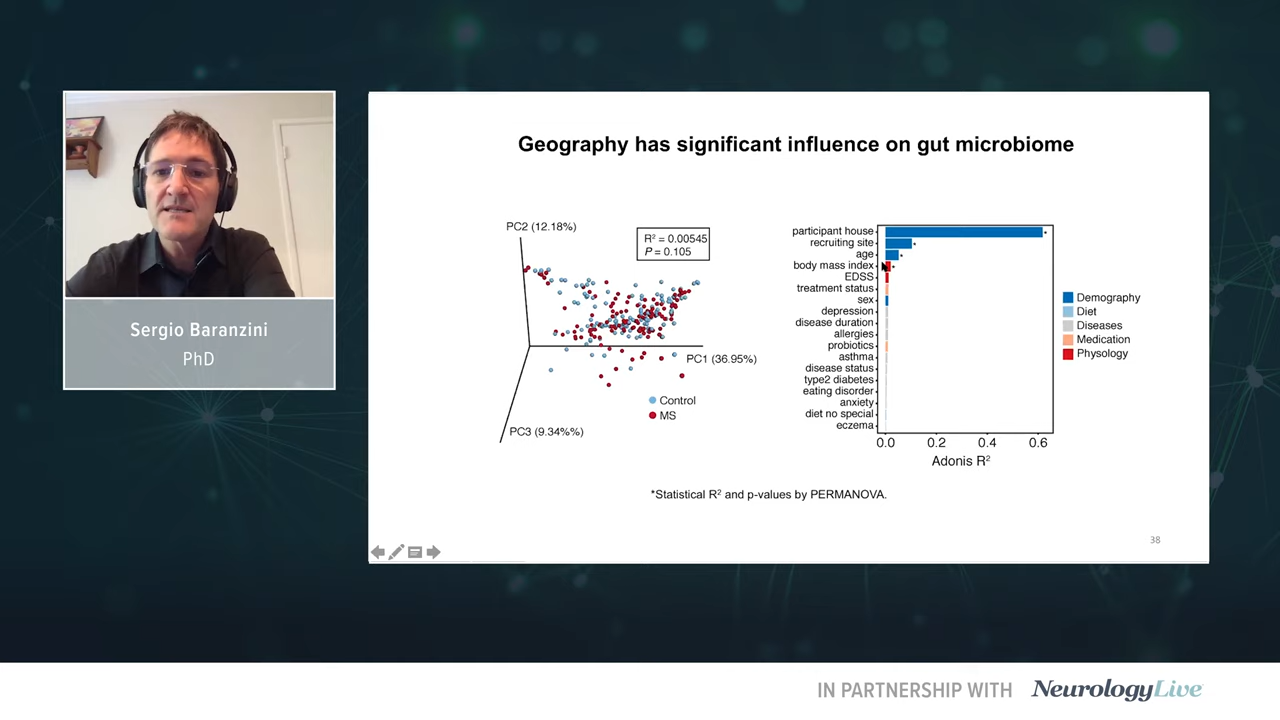 Sergio Baranzini
PhD
Geography has significant influence on gut microbiome
PC2 (12.18%)
R² = 0.00545
P = 0.105
PC1 (36.95%)
PC3 (9.34%%)
Control
MS
participant house
recruiting site
age
body mass index
EDSS
treatment status
sex
depression
disease duration
allergies
probiotics
asthma
disease status
type2 diabetes
eating disorder
anxiety
diet no special
eczema
0.0 0.2 0.4 0.6
Adonis R²
Demography
Diet
Diseases
Medication
Physology
*Statistical R² and p-values by PERMANOVA.
38
IN PARTNERSHIP WITH NeurologyLive